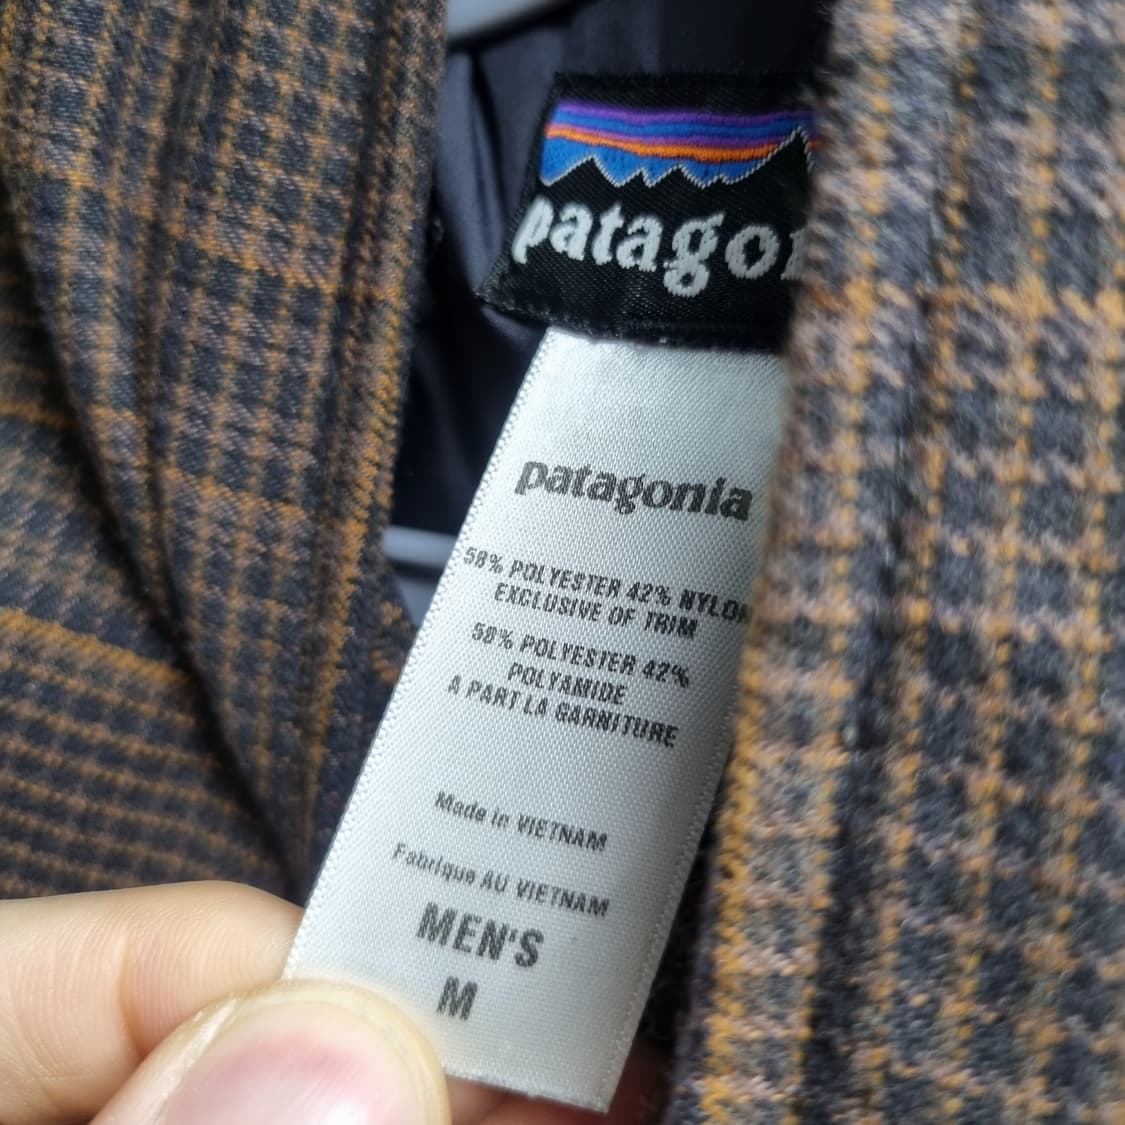 patagon
patagonia
58% POLYESTER 42% NYLON
EXCLUSIVE OF TRIM
58% POLYESTER 42%
POLYAMIDE
A PART LA GARNITURE
Made in VIETNAM
Fabrique AU VIETNAM
MEN'S
M